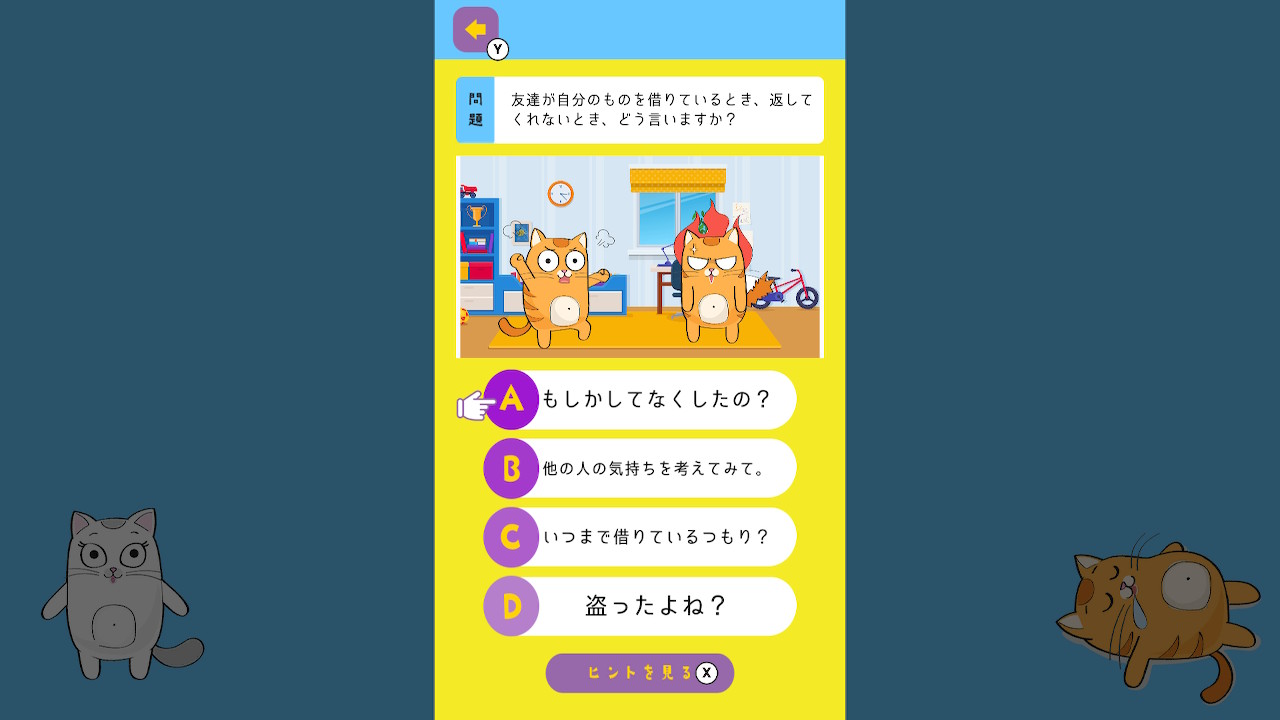 Y
問題
友達が自分のものを借りているとき、返して
くれないとき、どう言いますか？
A もしかしてなくしたの？
B 他の人の気持ちを考えてみて。
C いつまで借りているつもり？
D 盗ったよね？
ヒントを見る X